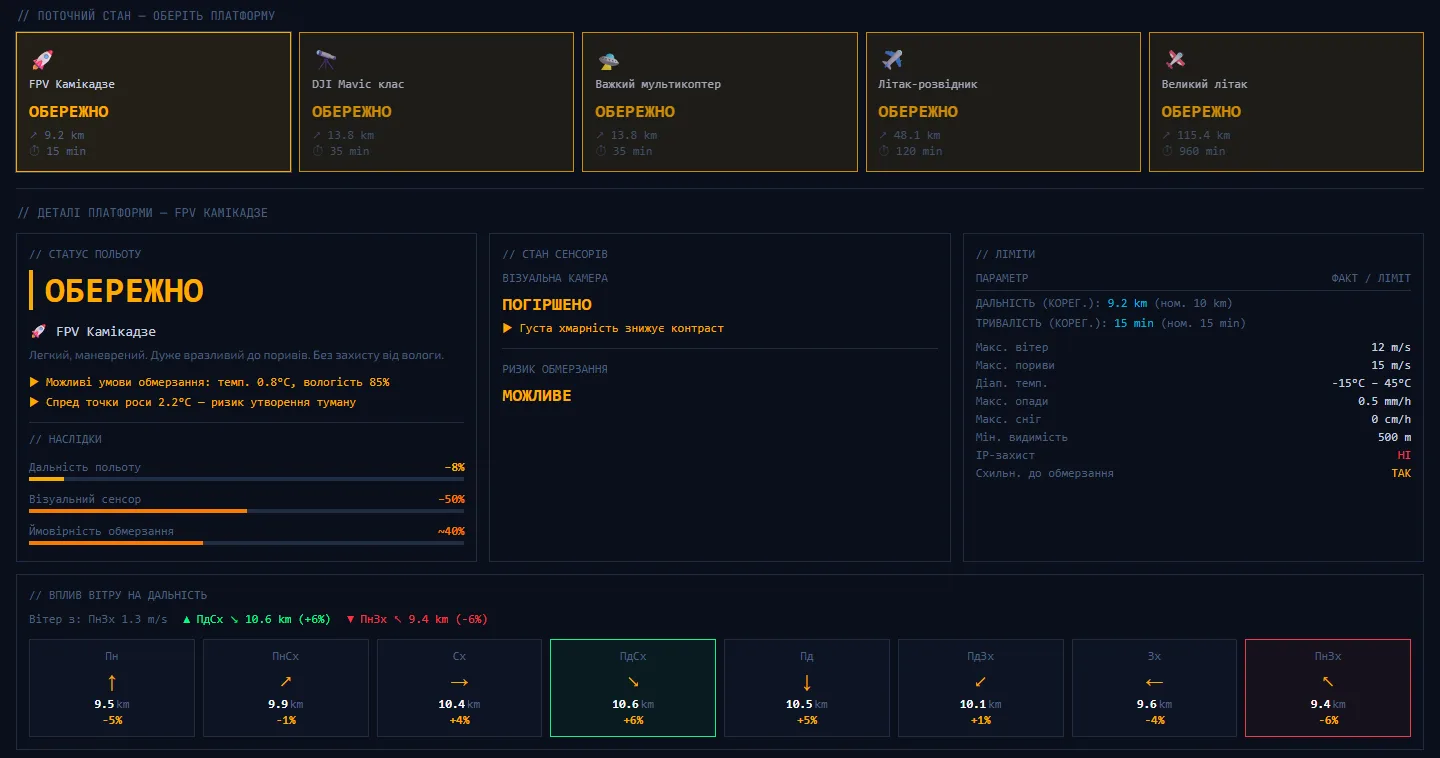 // ПОТОЧНИЙ СТАН — ОБЕРІТЬ ПЛАТФОРМУ
FPV Камікадзе
ОБЕРЕЖНО
↗ 9.2 km
⏱ 15 min
DJI Mavic клас
ОБЕРЕЖНО
↗ 13.8 km
⏱ 35 min
Важкий мультикоптер
ОБЕРЕЖНО
↗ 13.8 km
⏱ 35 min
Літак-розвідник
ОБЕРЕЖНО
↗ 48.1 km
⏱ 120 min
Великий літак
ОБЕРЕЖНО
↗ 115.4 km
⏱ 960 min
// ДЕТАЛІ ПЛАТФОРМИ — FPV КАМІКАДЗЕ
// СТАТУС ПОЛЬОТУ
ОБЕРЕЖНО
FPV Камікадзе
Легкий, маневрений. Дуже вразливий до поривів. Без захисту від вологи.
▶ Можливі умови обмерзання: темп. 0.8°C, вологість 85%
▶ Спред точки роси 2.2°C — ризик утворення туману
// НАСЛІДКИ
Дальність польоту −8%
Візуальний сенсор −50%
Ймовірність обмерзання ~40%
// СТАН СЕНСОРІВ
ВІЗУАЛЬНА КАМЕРА
ПОГІРШЕНО
▶ Густа хмарність знижує контраст
РИЗИК ОБМЕРЗАННЯ
МОЖЛИВЕ
// ЛІМІТИ
ПАРАМЕТР ФАКТ / ЛІМІТ
ДАЛЬНІСТЬ (КОРЕГ.): 9.2 km (ном. 10 km)
ТРИВАЛІСТЬ (КОРЕГ.): 15 min (ном. 15 min)
Макс. вітер 12 m/s
Макс. пориви 15 m/s
Діап. темп. -15°C – 45°C
Макс. опади 0.5 mm/h
Макс. сніг 0 cm/h
Мін. видимість 500 m
IP-захист НІ
Схильн. до обмерзання ТАК
// ВПЛИВ ВІТРУ НА ДАЛЬНІСТЬ
Вітер з: ПнЗх 1.3 m/s ▲ ПдСх ↘ 10.6 km (+6%) ▼ ПнЗх ↖ 9.4 km (-6%)
Пн
↑
9.5 km
-5%
ПнСх
↗
9.9 km
-1%
Сх
→
10.4 km
+4%
ПдСх
↘
10.6 km
+6%
Пд
↓
10.5 km
+5%
ПдЗх
↙
10.1 km
+1%
Зх
←
9.6 km
-4%
ПнЗх
↖
9.4 km
-6%